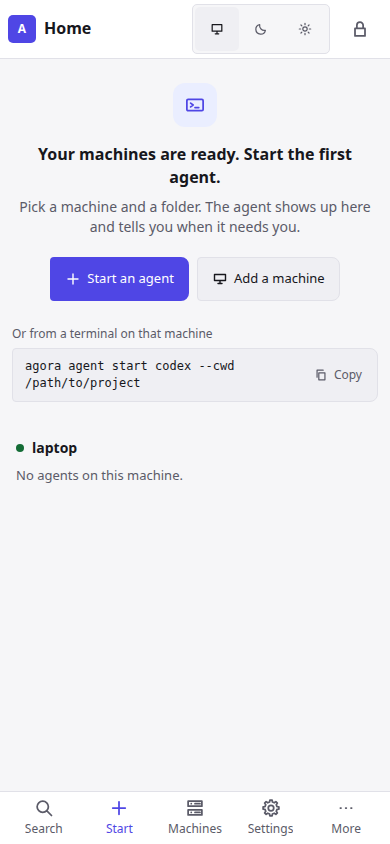 A Home
Your machines are ready. Start the first
agent.
Pick a machine and a folder. The agent shows up here
and tells you when it needs you.
Start an agent Add a machine
Or from a terminal on that machine
agora agent start codex --cwd
/path/to/project
Copy
laptop
No agents on this machine.
Search Start Machines Settings More